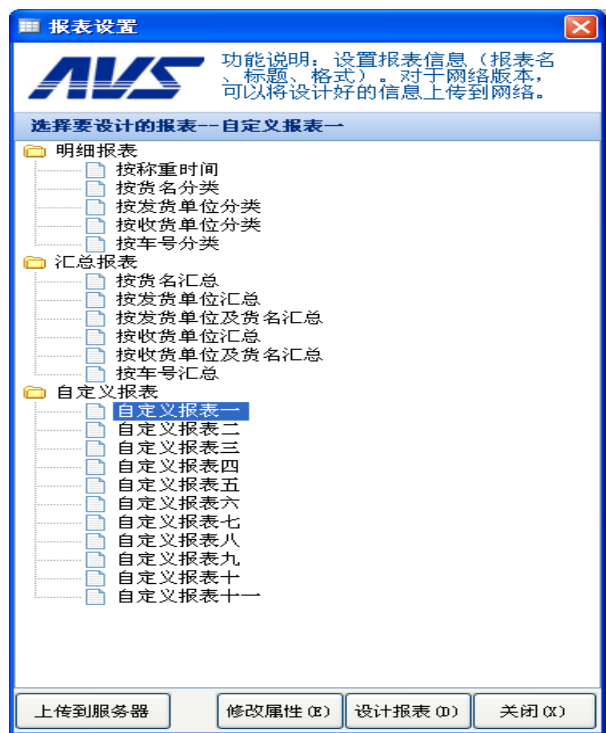 报表设置
AVS
功能说明：设置报表信息（报表名
、标题、格式）。对于网络版本，
可以将设计好的信息上传到网络。
选择要设计的报表--自定义报表一
明细报表
按称重时间
按货名分类
按发货单位分类
按收货单位分类
按车号分类
汇总报表
按货名汇总
按发货单位汇总
按发货单位及货名汇总
按收货单位汇总
按收货单位及货名汇总
按车号汇总
自定义报表
自定义报表一
自定义报表二
自定义报表三
自定义报表四
自定义报表五
自定义报表六
自定义报表七
自定义报表八
自定义报表九
自定义报表十
自定义报表十一
上传到服务器 修改属性(E) 设计报表(D) 关闭(X)